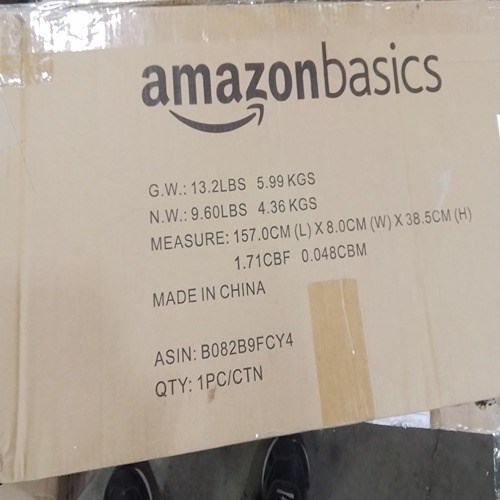 amazonbasics
G.W.: 13.2LBS 5.99 KGS
N.W.: 9.60LBS 4.36 KGS
MEASURE: 157.0CM (L) X 8.0CM (W) X 38.5CM (H)
1.71CBF 0.048CBM
MADE IN CHINA
ASIN: B082B9FCY4
QTY: 1PC/CTN